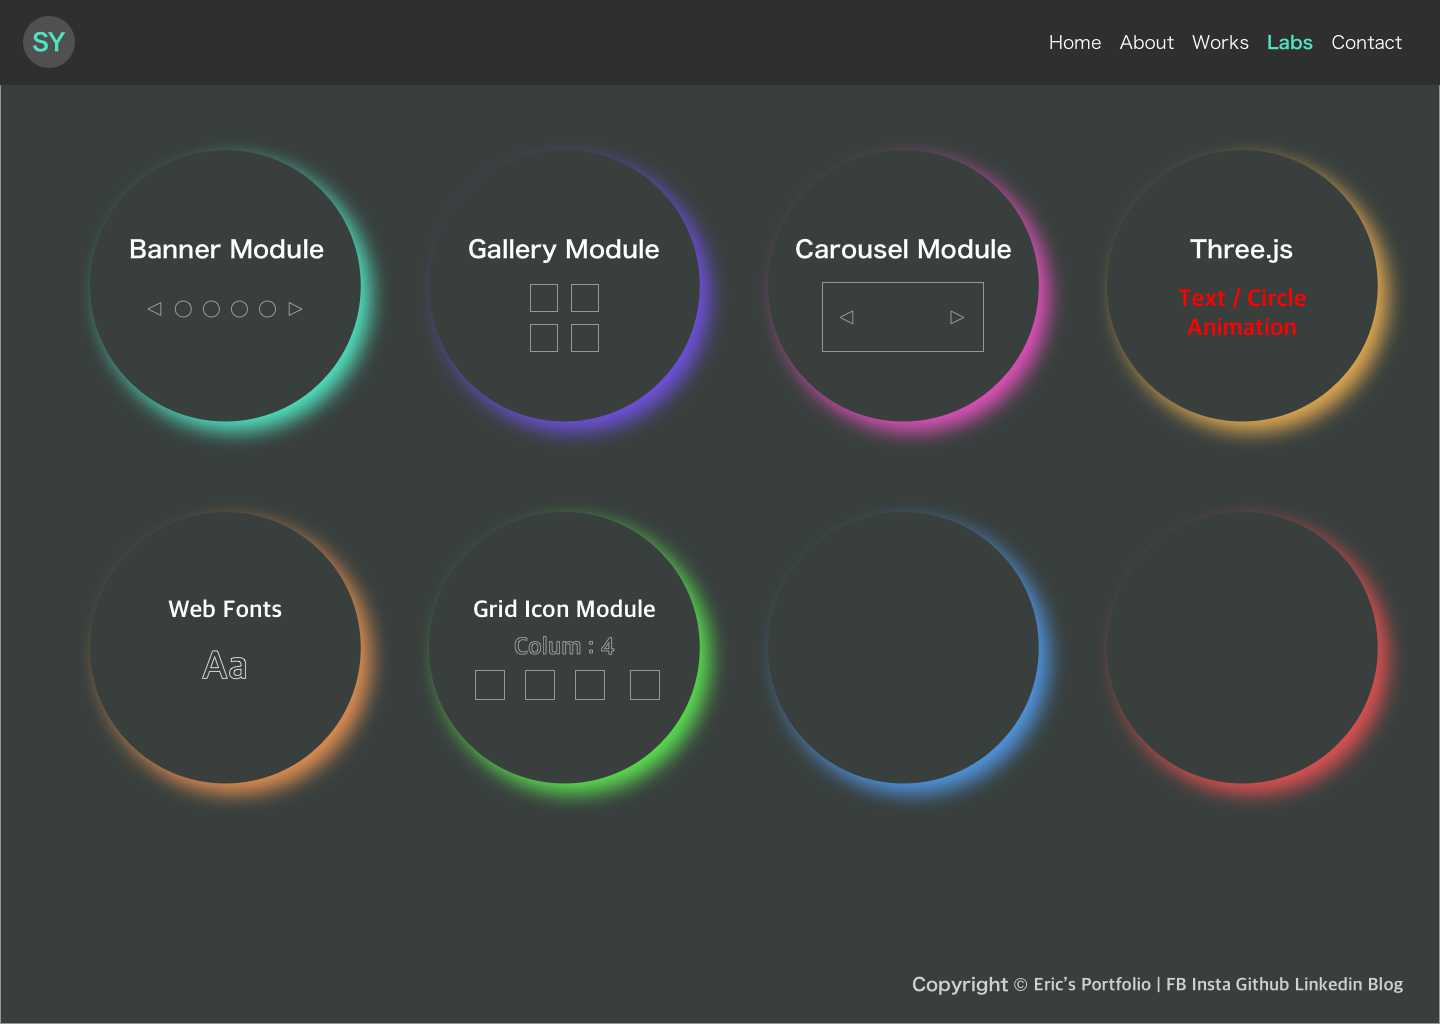 SY
Home About Works Labs Contact
Banner Module
Gallery Module
Carousel Module
Three.js
Text / Circle
Animation
Web Fonts
Aa
Grid Icon Module
Colum : 4
Copyright © Eric’s Portfolio | FB Insta Github Linkedin Blog